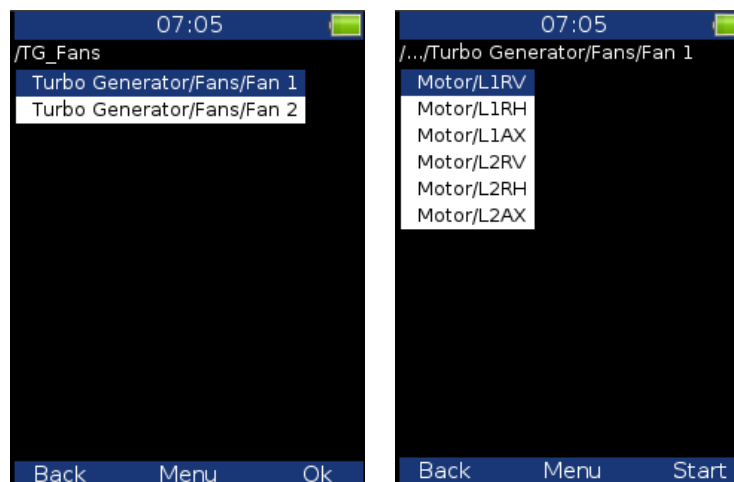 07:05
/TG_Fans
Turbo Generator/Fans/Fan 1
Turbo Generator/Fans/Fan 2
Back Menu Ok
07:05
/.../Turbo Generator/Fans/Fan 1
Motor/L1RV
Motor/L1RH
Motor/L1AX
Motor/L2RV
Motor/L2RH
Motor/L2AX
Back Menu Start